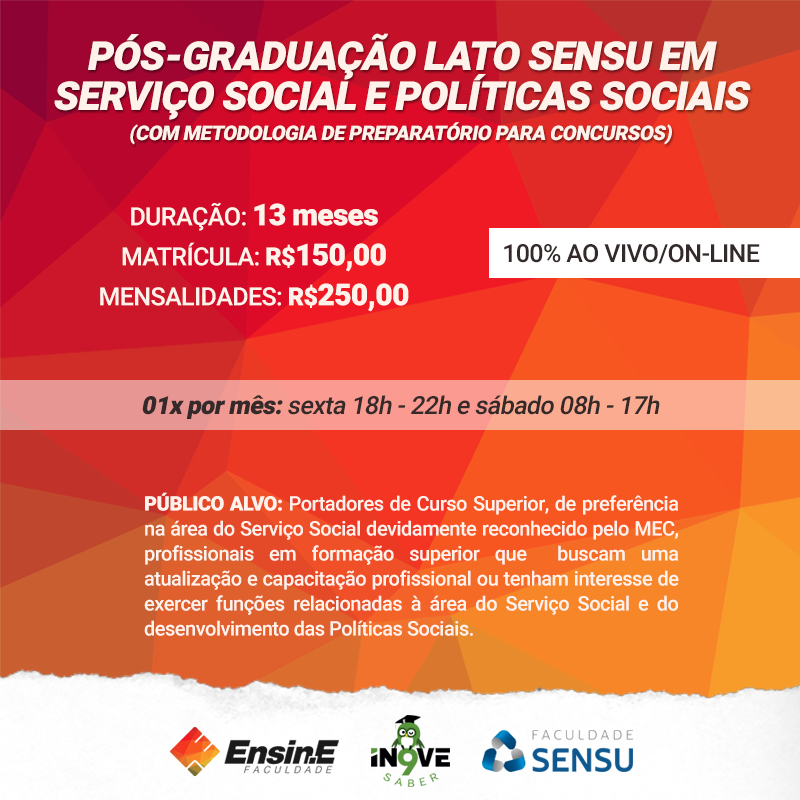 PÓS-GRADUAÇÃO LATO SENSU EM
SERVIÇO SOCIAL E POLÍTICAS SOCIAIS
(COM METODOLOGIA DE PREPARATÓRIO PARA CONCURSOS)
DURAÇÃO: 13 meses
MATRÍCULA: R$150,00
MENSALIDADES: R$250,00
100% AO VIVO/ON-LINE
01x por mês: sexta 18h - 22h e sábado 08h - 17h
PÚBLICO ALVO: Portadores de Curso Superior, de preferência
na área do Serviço Social devidamente reconhecido pelo MEC,
profissionais em formação superior que buscam uma
atualização e capacitação profissional ou tenham interesse de
exercer funções relacionadas à área do Serviço Social e do
desenvolvimento das Políticas Sociais.
Ensin.E
FACULDADE
iN9VE
SABER
FACULDADE
SENSU